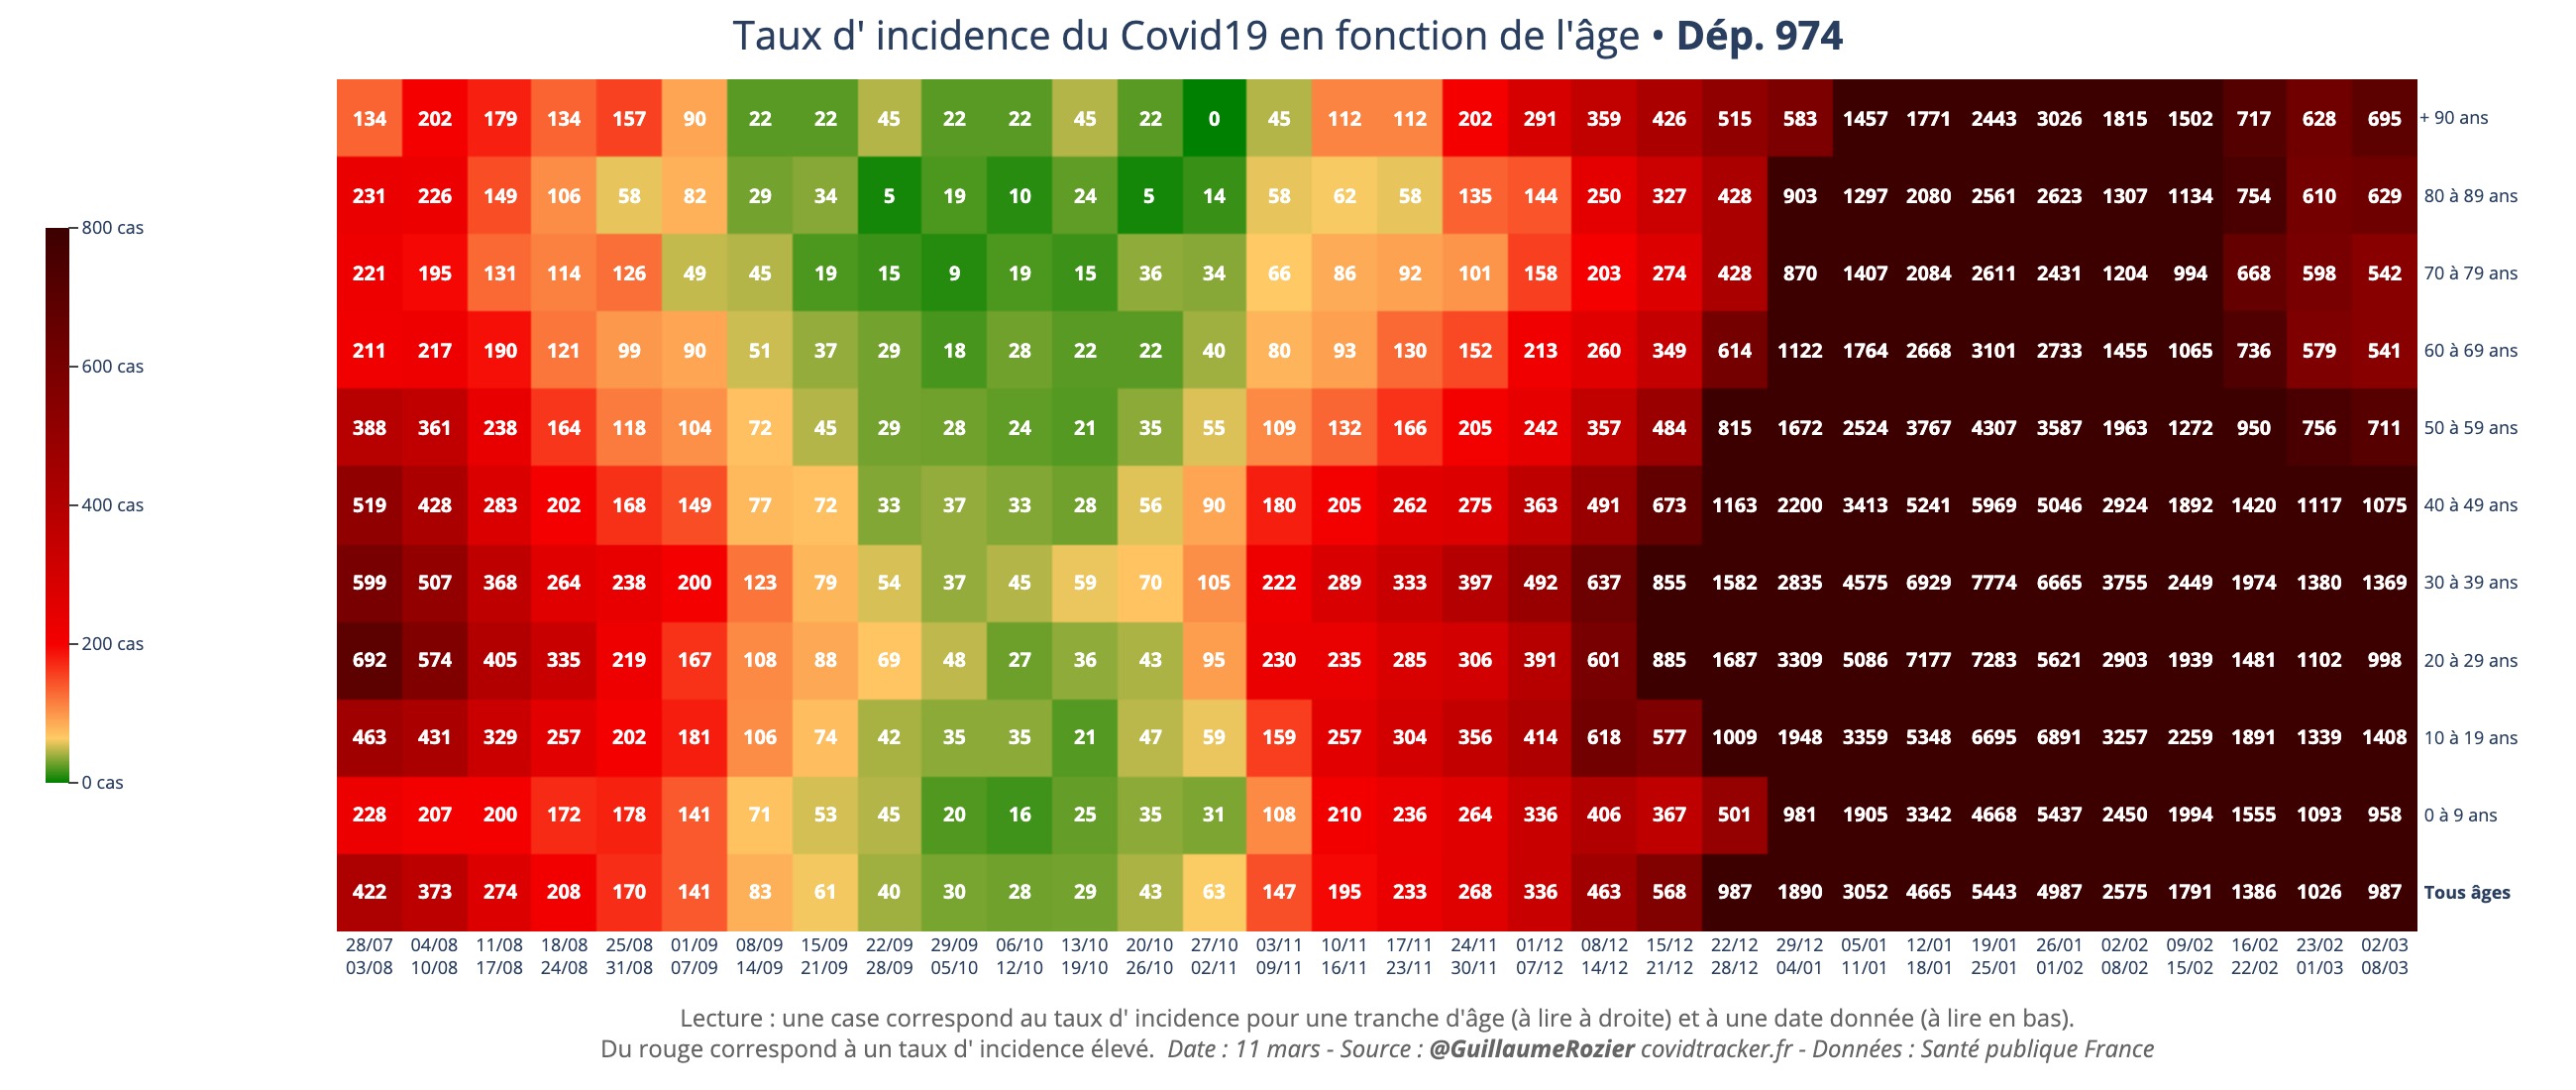 Taux d' incidence du Covid19 en fonction de l'âge • Dép. 974
800 cas
600 cas
400 cas
200 cas
0 cas
134 202 179 134 157 90 22 22 45 22 22 45 22 0 45 112 112 202 291 359 426 515 583 1457 1771 2443 3026 1815 1502 717 628 695 + 90 ans
231 226 149 106 58 82 29 34 5 19 10 24 5 14 58 62 58 135 144 250 327 428 903 1297 2080 2561 2623 1307 1134 754 610 629 80 à 89 ans
221 195 131 114 126 49 45 19 15 9 19 15 36 34 66 86 92 101 158 203 274 428 870 1407 2084 2611 2431 1204 994 668 598 542 70 à 79 ans
211 217 190 121 99 90 51 37 29 18 28 22 22 40 80 93 130 152 213 260 349 614 1122 1764 2668 3101 2733 1455 1065 736 579 541 60 à 69 ans
388 361 238 164 118 104 72 45 29 28 24 21 35 55 109 132 166 205 242 357 484 815 1672 2524 3767 4307 3587 1963 1272 950 756 711 50 à 59 ans
519 428 283 202 168 149 77 72 33 37 33 28 56 90 180 205 262 275 363 491 673 1163 2200 3413 5241 5969 5046 2924 1892 1420 1117 1075 40 à 49 ans
599 507 368 264 238 200 123 79 54 37 45 59 70 105 222 289 333 397 492 637 855 1582 2835 4575 6929 7774 6665 3755 2449 1974 1380 1369 30 à 39 ans
692 574 405 335 219 167 108 88 69 48 27 36 43 95 230 235 285 306 391 601 885 1687 3309 5086 7177 7283 5621 2903 1939 1481 1102 998 20 à 29 ans
463 431 329 257 202 181 106 74 42 35 35 21 47 59 159 257 304 356 414 618 577 1009 1948 3359 5348 6695 6891 3257 2259 1891 1339 1408 10 à 19 ans
228 207 200 172 178 141 71 53 45 20 16 25 35 31 108 210 236 264 336 406 367 501 981 1905 3342 4668 5437 2450 1994 1555 1093 958 0 à 9 ans
422 373 274 208 170 141 83 61 40 30 28 29 43 63 147 195 233 268 336 463 568 987 1890 3052 4665 5443 4987 2575 1791 1386 1026 987 Tous âges
28/07 04/08 11/08 18/08 25/08 01/09 08/09 15/09 22/09 29/09 06/10 13/10 20/10 27/10 03/11 10/11 17/11 24/11 01/12 08/12 15/12 22/12 29/12 05/01 12/01 19/01 26/01 02/02 09/02 16/02 23/02 02/03
03/08 10/08 17/08 24/08 31/08 07/09 14/09 21/09 28/09 05/10 12/10 19/10 26/10 02/11 09/11 16/11 23/11 30/11 07/12 14/12 21/12 28/12 04/01 11/01 18/01 25/01 01/02 08/02 15/02 22/02 01/03 08/03
Lecture : une case correspond au taux d' incidence pour une tranche d'âge (à lire à droite) et à une date donnée (à lire en bas).
Du rouge correspond à un taux d' incidence élevé. Date : 11 mars - Source : @GuillaumeRozier covidtracker.fr - Données : Santé publique France